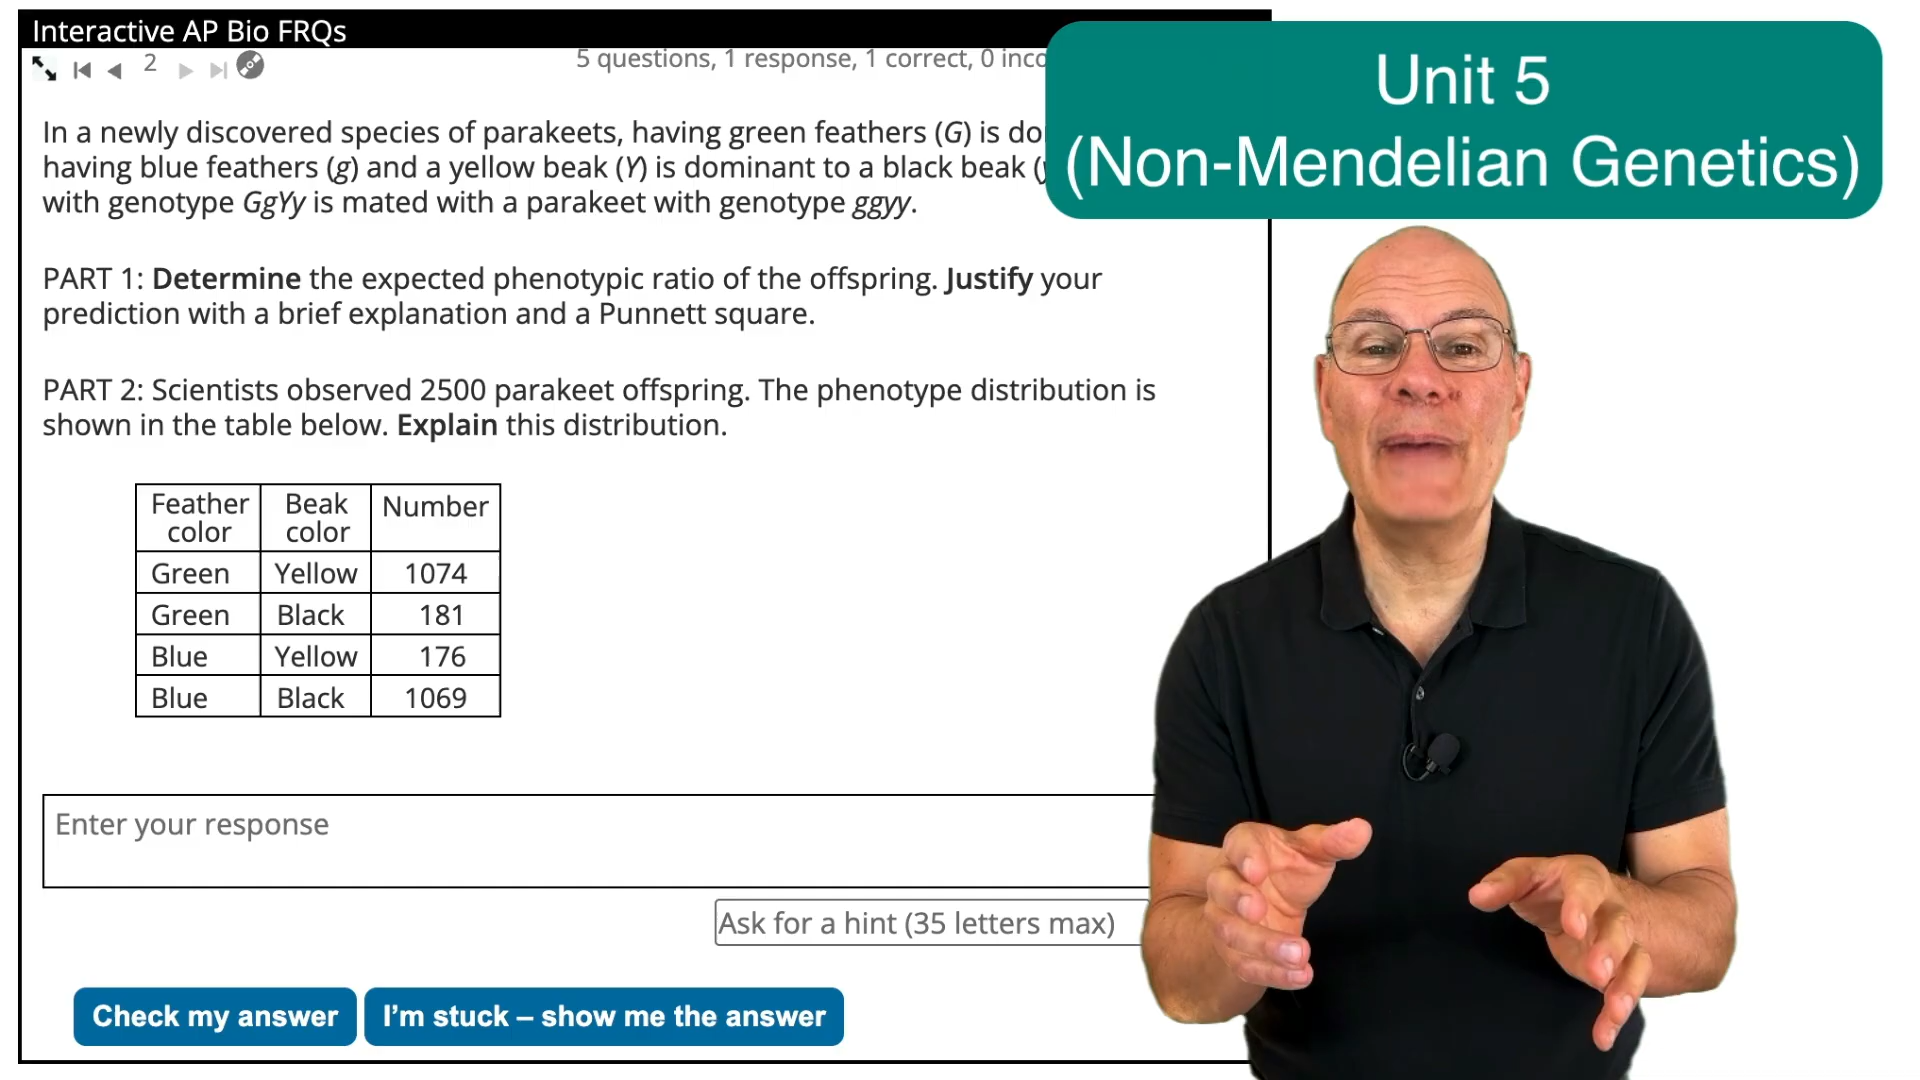 Interactive AP Bio FRQs
2
5 questions, 1 response, 1 correct, 0 inco
Unit 5
(Non-Mendelian Genetics)
In a newly discovered species of parakeets, having green feathers (G) is do
having blue feathers (g) and a yellow beak (Y) is dominant to a black beak (
with genotype GgYy is mated with a parakeet with genotype ggyy.
PART 1: Determine the expected phenotypic ratio of the offspring. Justify your
prediction with a brief explanation and a Punnett square.
PART 2: Scientists observed 2500 parakeet offspring. The phenotype distribution is
shown in the table below. Explain this distribution.
Feather color Beak color Number
Green Yellow 1074
Green Black 181
Blue Yellow 176
Blue Black 1069
Enter your response
Ask for a hint (35 letters max)
Check my answer I'm stuck – show me the answer